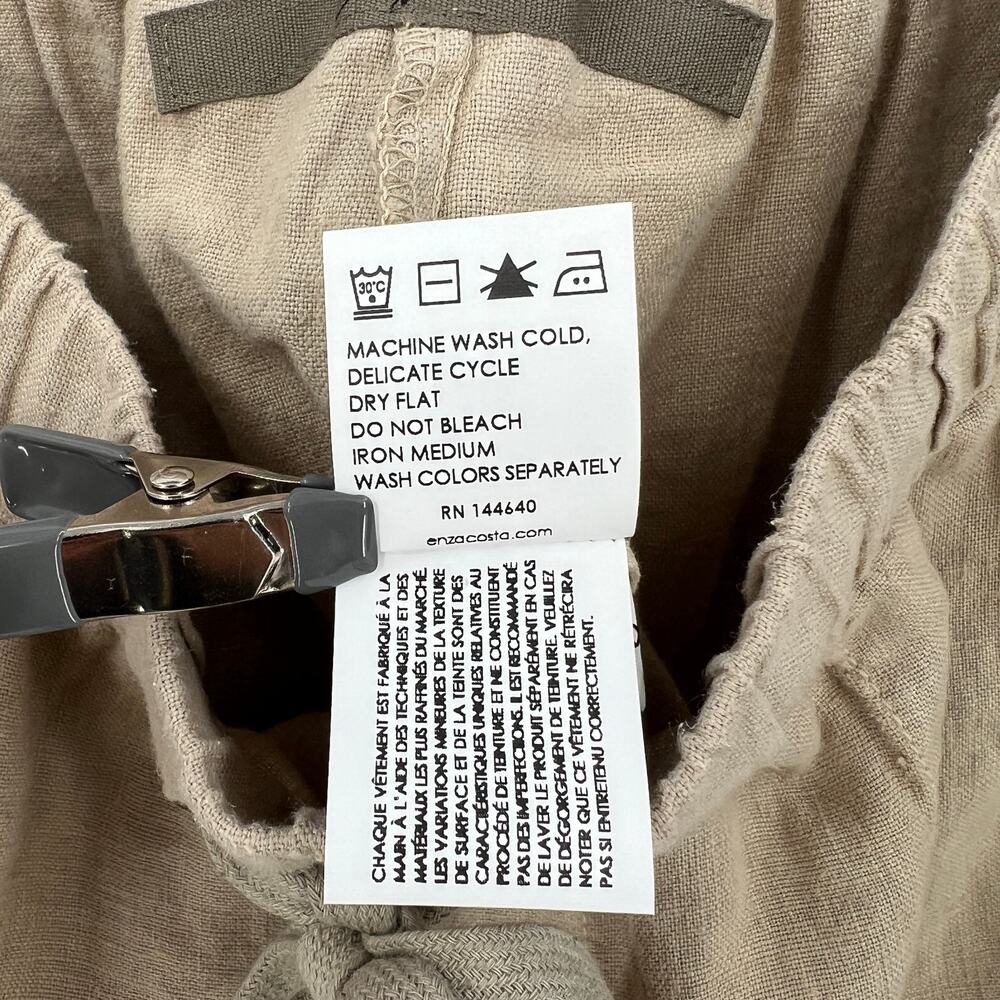 30°C
MACHINE WASH COLD,
DELICATE CYCLE
DRY FLAT
DO NOT BLEACH
IRON MEDIUM
WASH COLORS SEPARATELY
RN 144640
enzacosta.com
CHAQUE VÊTEMENT EST FABRIQUÉ À LA
MAIN À L'AIDE DES TECHNIQUES ET DES
MATÉRIAUX LES PLUS RAFFINÉS DU MARCHÉ.
LES VARIATIONS MINEURES DE LA TEXTURE
DE SURFACE ET DE LA TEINTE SONT DES
CARACTÉRISTIQUES UNIQUES RELATIVES AU
PROCÉDÉ DE TEINTURE ET NE CONSTITUENT
PAS DES IMPERFECTIONS. IL EST RECOMMANDÉ
DE LAVER LE PRODUIT SÉPARÉMENT EN CAS
DE DÉGORGEMENT DE TEINTURE. VEUILLEZ
NOTER QUE CE VÊTEMENT NE RÉTRÉCIRA
PAS SI ENTRETENU CORRECTEMENT.